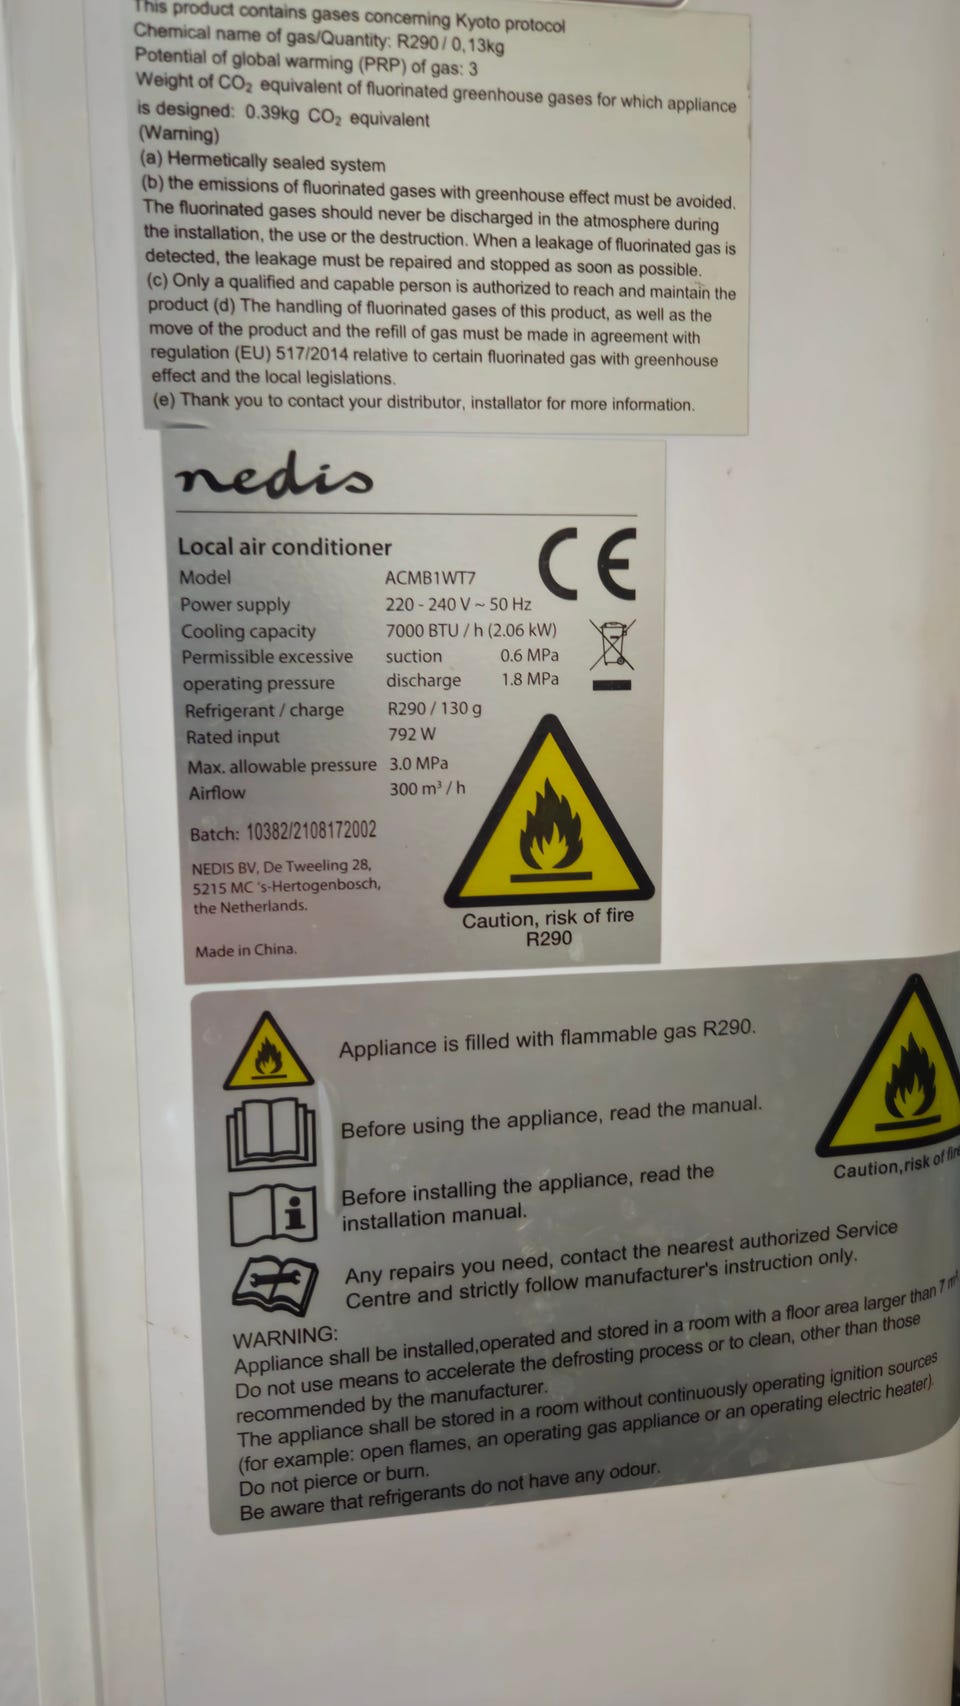 This product contains gases concerning Kyoto protocol
Chemical name of gas/Quantity: R290 / 0,13kg
Potential of global warming (PRP) of gas: 3
Weight of CO₂ equivalent of fluorinated greenhouse gases for which appliance
is designed: 0.39kg CO₂ equivalent
(Warning)
(a) Hermetically sealed system
(b) the emissions of fluorinated gases with greenhouse effect must be avoided.
The fluorinated gases should never be discharged in the atmosphere during
the installation, the use or the destruction. When a leakage of fluorinated gas is
detected, the leakage must be repaired and stopped as soon as possible.
(c) Only a qualified and capable person is authorized to reach and maintain the
product (d) The handling of fluorinated gases of this product, as well as the
move of the product and the refill of gas must be made in agreement with
regulation (EU) 517/2014 relative to certain fluorinated gas with greenhouse
effect and the local legislations.
(e) Thank you to contact your distributor, installator for more information.
nedis
CE
Local air conditioner
Model ACMB1WT7
Power supply 220 - 240 V ~ 50 Hz
Cooling capacity 7000 BTU / h (2.06 kW)
Permissible excessive suction 0.6 MPa
operating pressure discharge 1.8 MPa
Refrigerant / charge R290 / 130 g
Rated input 792 W
Max. allowable pressure 3.0 MPa
Airflow 300 m³ / h
Batch: 10382/2108172002
NEDIS BV, De Tweeling 28,
5215 MC 's-Hertogenbosch,
the Netherlands.
Made in China.
Caution, risk of fire
R290
Appliance is filled with flammable gas R290.
Before using the appliance, read the manual.
Before installing the appliance, read the
installation manual.
Any repairs you need, contact the nearest authorized Service
Centre and strictly follow manufacturer's instruction only.
Caution,risk of fire
WARNING:
Appliance shall be installed,operated and stored in a room with a floor area larger than 7 m²
Do not use means to accelerate the defrosting process or to clean, other than those
recommended by the manufacturer.
The appliance shall be stored in a room without continuously operating ignition sources
(for example: open flames, an operating gas appliance or an operating electric heater).
Do not pierce or burn.
Be aware that refrigerants do not have any odour.